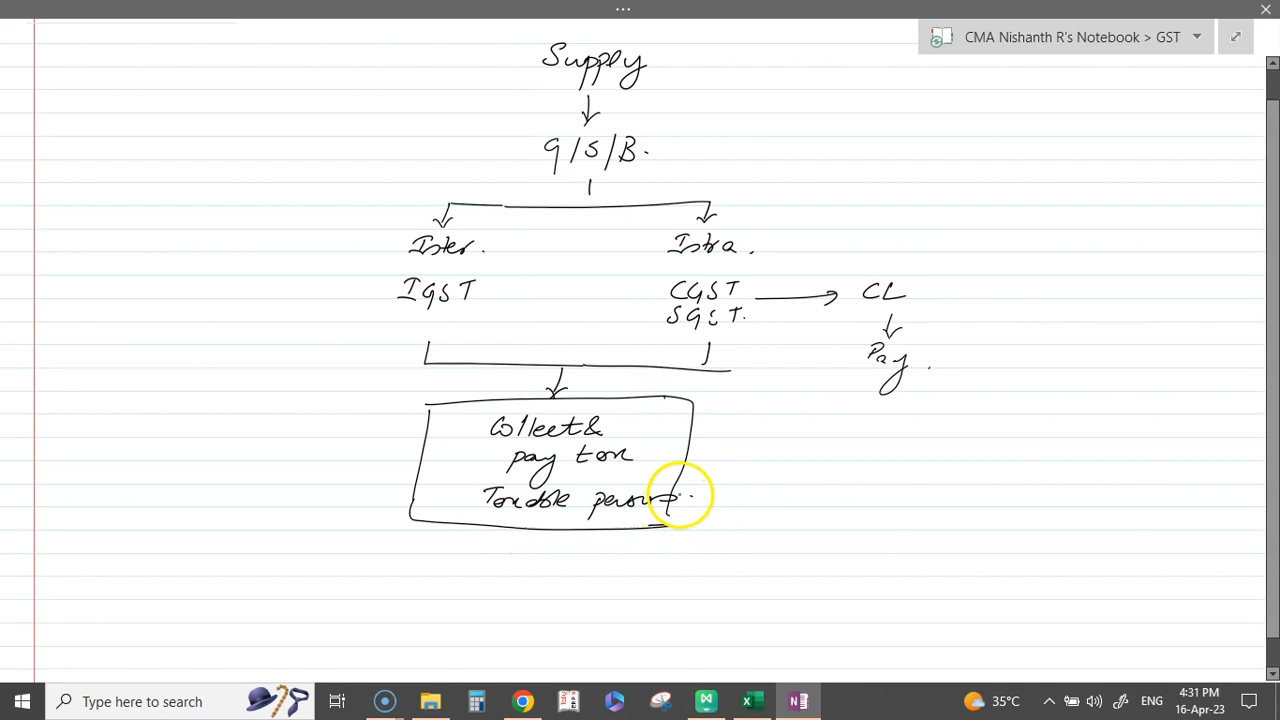 ...
CMA Nishanth R's Notebook > GST
Supply
G/S/B.
Inter. Intra.
IGST CGST → CL
SGST.
Pay.
Collect &
pay tax
Taxable person.
Type here to search
35°C
ENG
4:31 PM
16-Apr-23